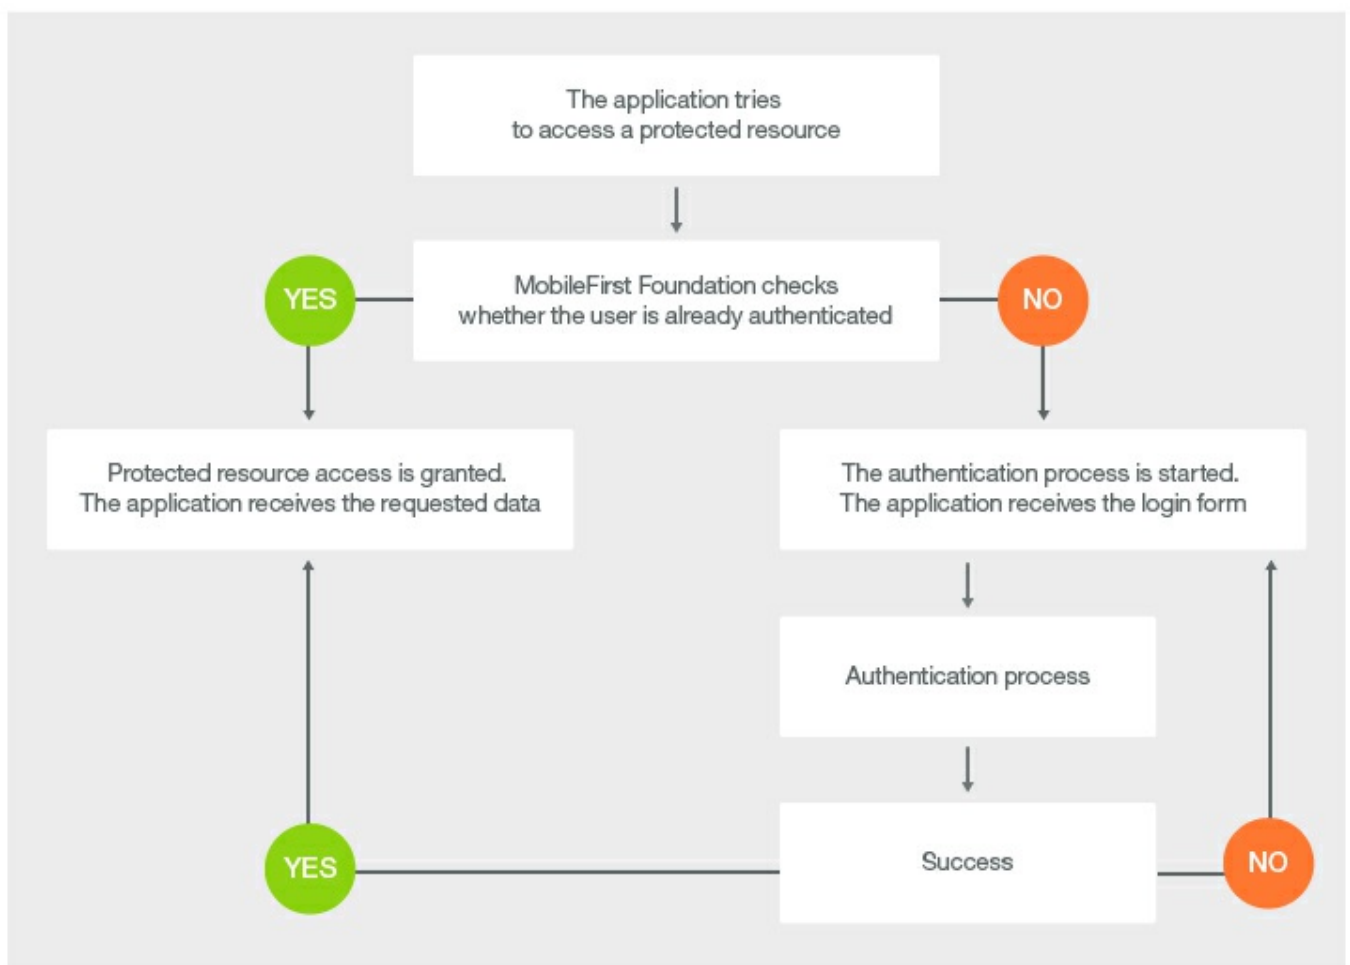 The application tries
to access a protected resource
YES
MobileFirst Foundation checks
whether the user is already authenticated
NO
Protected resource access is granted.
The application receives the requested data
The authentication process is started.
The application receives the login form
Authentication process
YES
Success
NO